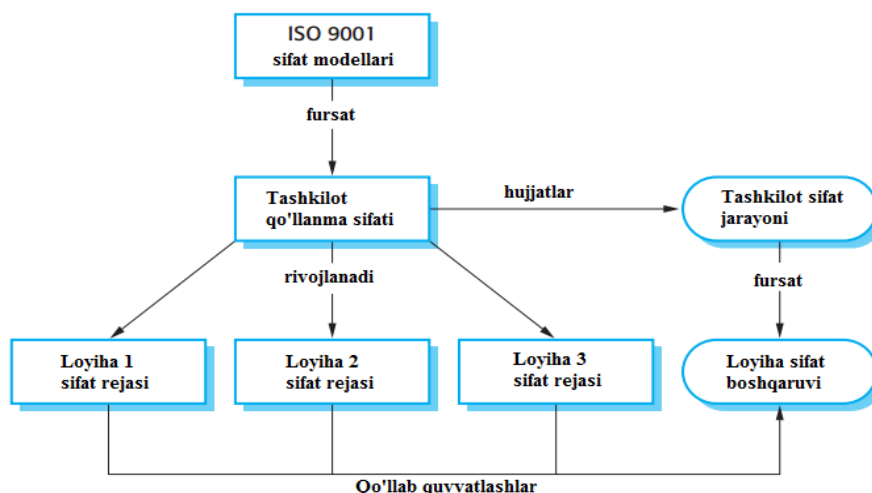 ISO 9001
sifat modellari
fursat
Tashkilot
qo'llanma sifati
hujjatlar
Tashkilot sifat
jarayoni
rivojlanadi
fursat
Loyiha 1
sifat rejasi
Loyiha 2
sifat rejasi
Loyiha 3
sifat rejasi
Loyiha sifat
boshqaruvi
Qo'llab quvvatlashlar